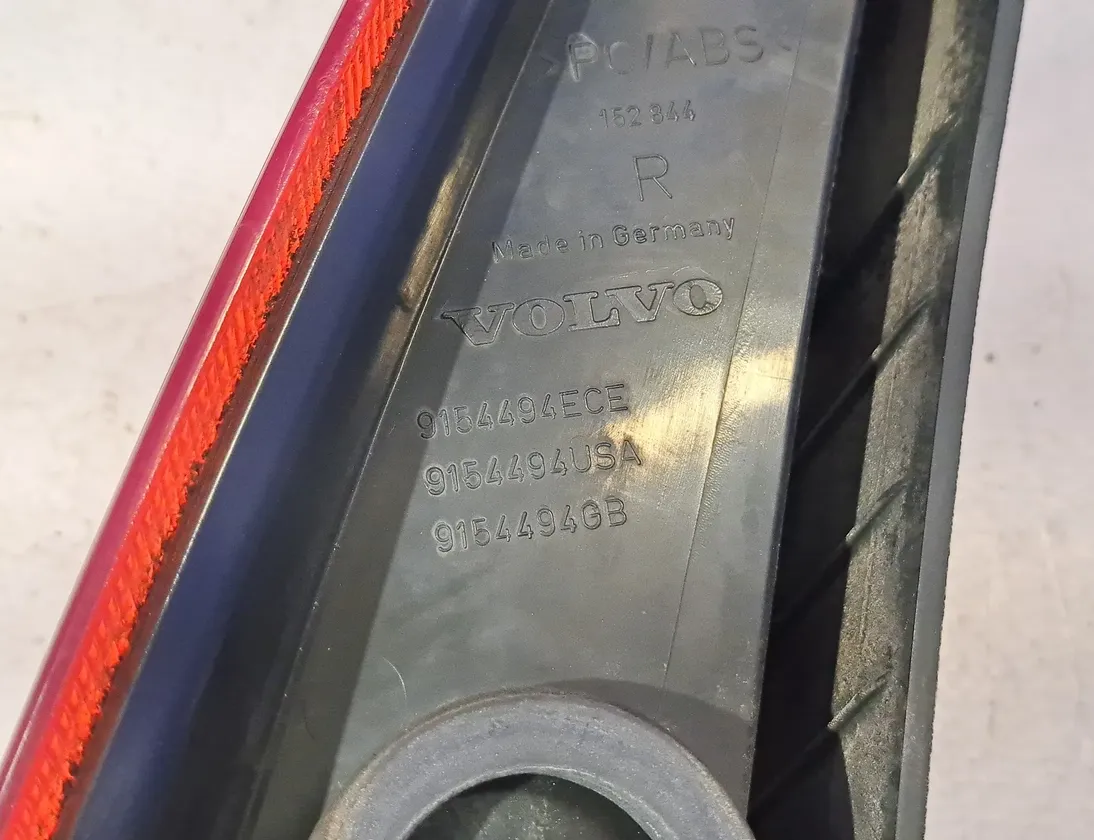 >PC/ABS<
152 844
R
Made in Germany
VOLVO
9154494ECE
9154494USA
9154494GB